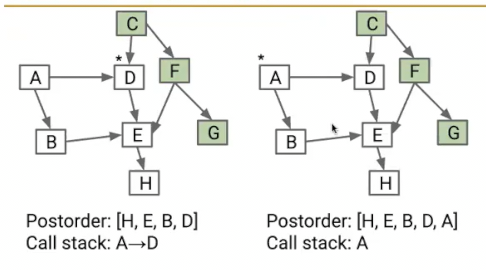 C
*
D
F
A
B
E
G
H
Postorder: [H, E, B, D]
Call stack: A→D
C
*
A
D
F
B
E
G
H
Postorder: [H, E, B, D, A]
Call stack: A